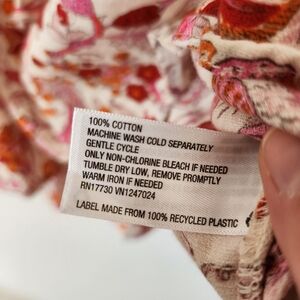 100% COTTON
MACHINE WASH COLD SEPARATELY
GENTLE CYCLE
ONLY NON-CHLORINE BLEACH IF NEEDED
TUMBLE DRY LOW, REMOVE PROMPTLY
WARM IRON IF NEEDED
RN17730 VN1247024
LABEL MADE FROM 100% RECYCLED PLASTIC